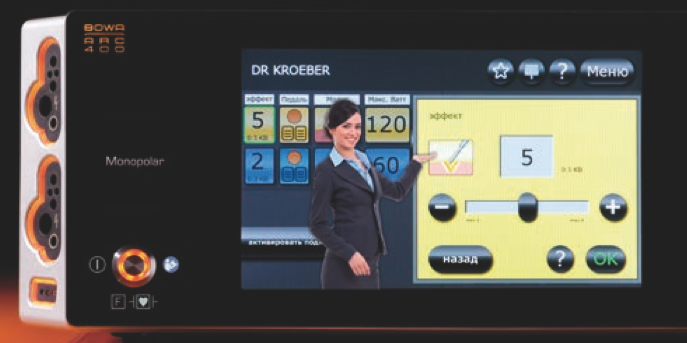 BOWA
ARC
400
Monopolar
F
DR KROEBER
?
Меню
эффект Педаль Макс. Ватт
5
120
2
60
активировать
эффект
5
−
+
назад
?
OK